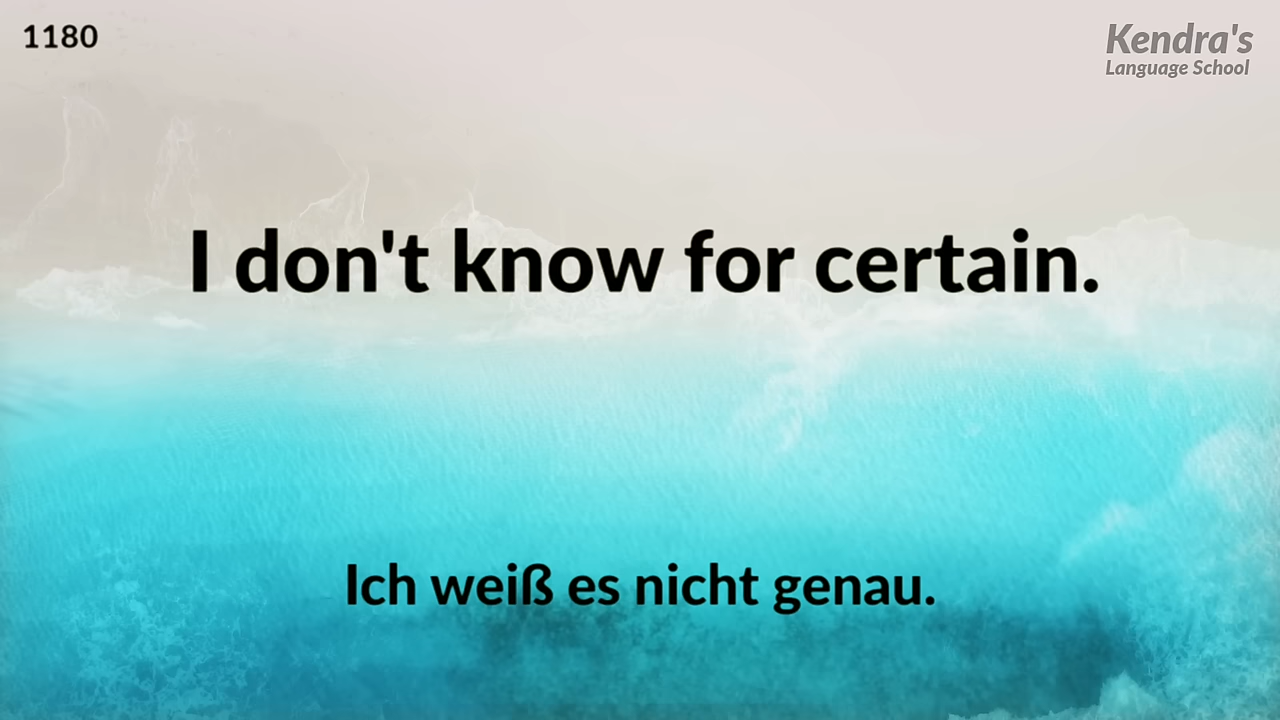 1180
Kendra's
Language School
I don't know for certain.
Ich weiß es nicht genau.